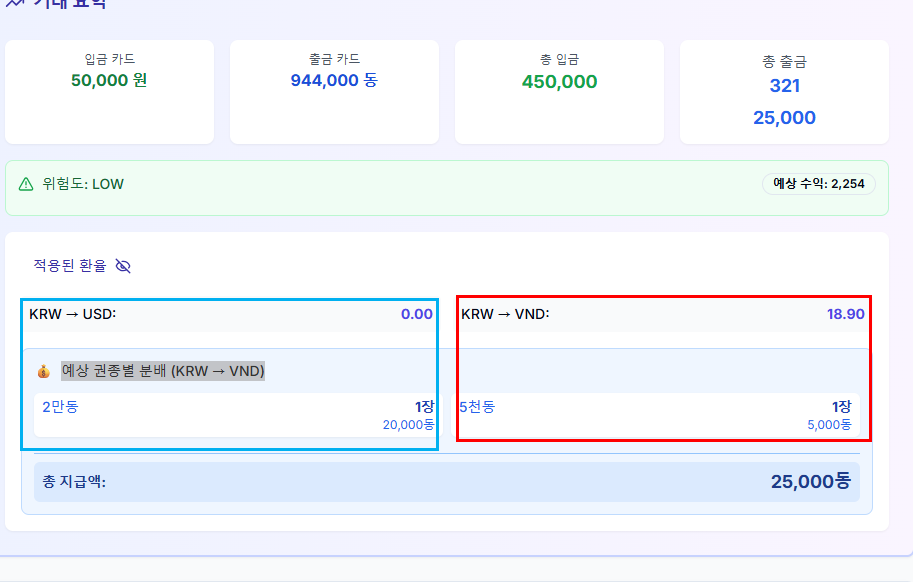 거래 요약
입금 카드
50,000 원
출금 카드
944,000 동
총 입금
450,000
총 출금
321
25,000
위험도: LOW
예상 수익: 2,254
적용된 환율
KRW → USD: 0.00
KRW → VND: 18.90
예상 권종별 분배 (KRW → VND)
2만동 1장
20,000동
5천동 1장
5,000동
총 지급액: 25,000동